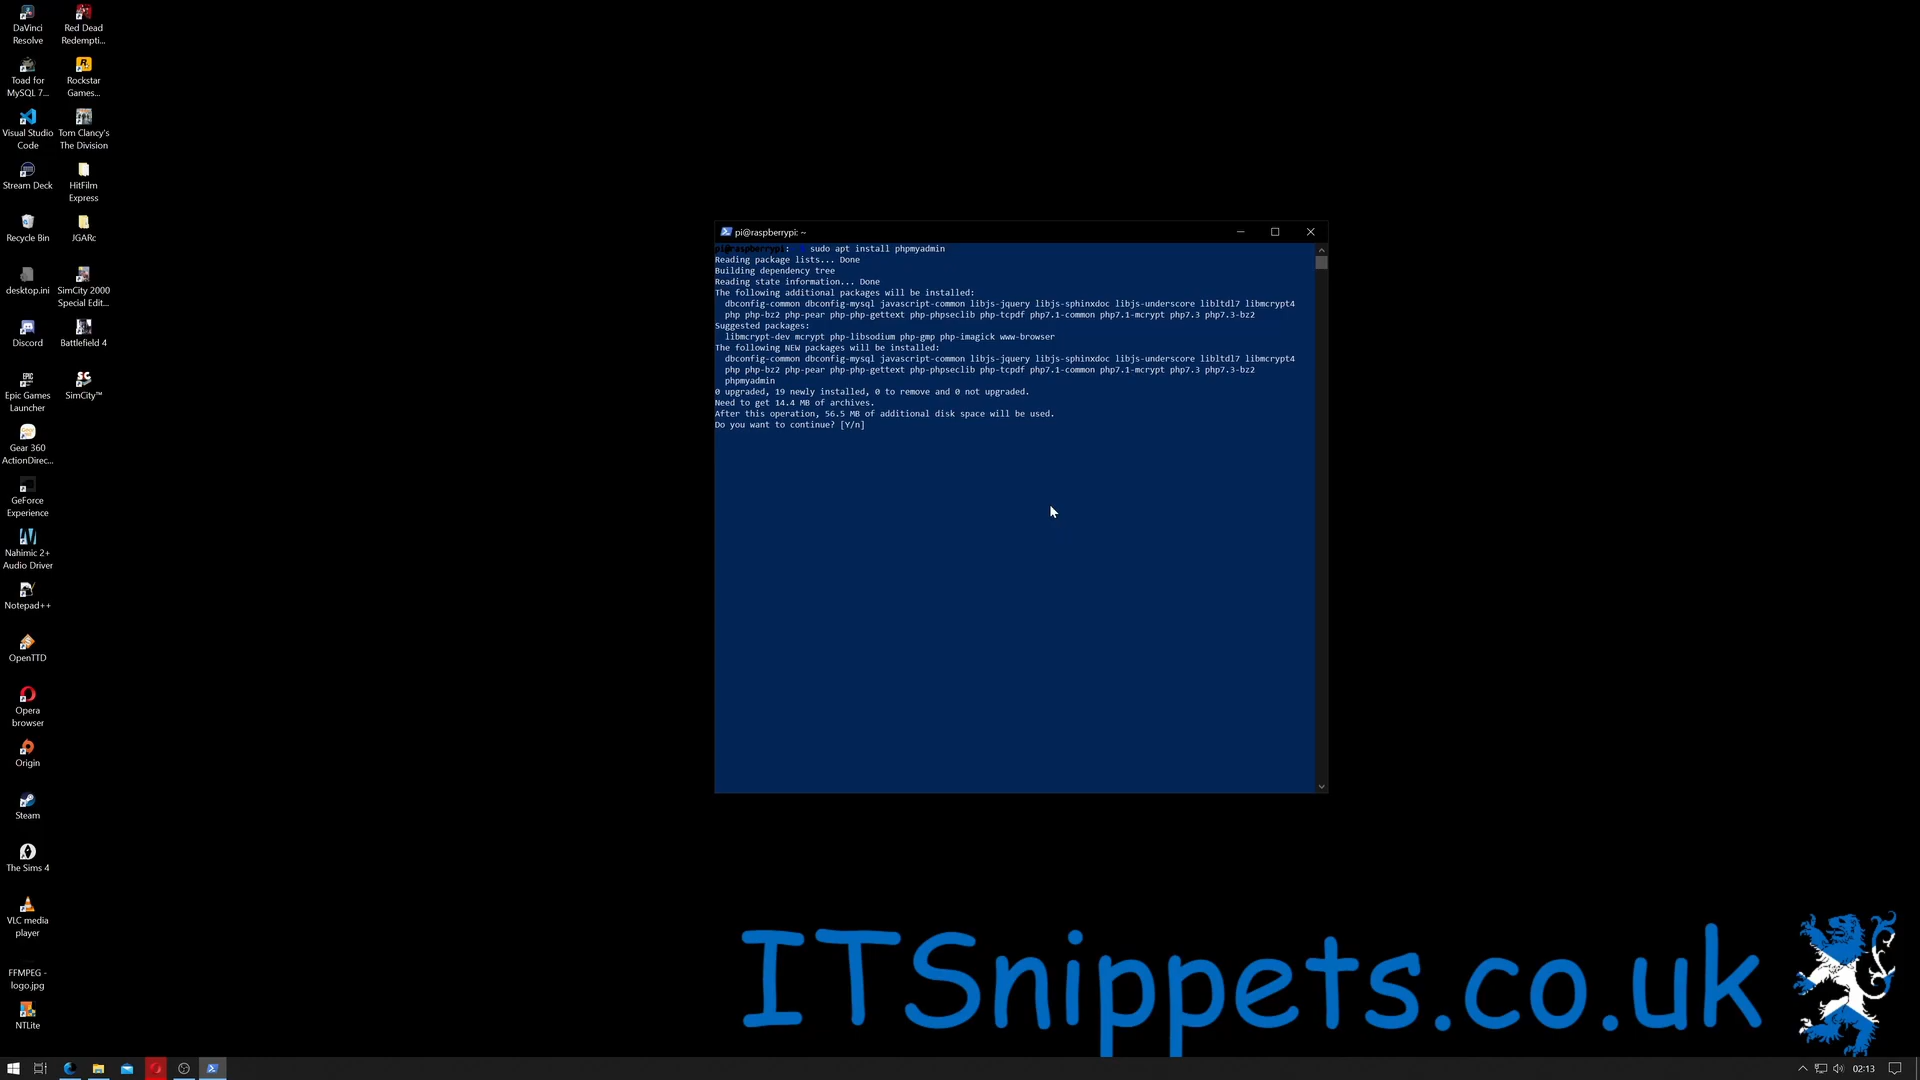 DaVinci
Resolve
Red Dead
Redempti...
Toad for
MySQL 7...
Rockstar
Games...
Visual Studio
Code
Tom Clancy's
The Division
Stream Deck
HitFilm
Express
Recycle Bin
JGARc
desktop.ini
SimCity 2000
Special Edit...
Discord
Battlefield 4
EPIC
GAMES
Epic Games
Launcher
SC
SimCity™
Gear 360
ActionDirec...
GeForce
Experience
Nahimic 2+
Audio Driver
Notepad++
OpenTTD
Opera
browser
Origin
Steam
The Sims 4
VLC media
player
FFMPEG -
logo.jpg
NTLite
pi@raspberrypi: ~
pi@raspberrypi: sudo apt install phpmyadmin
Reading package lists... Done
Building dependency tree
Reading state information... Done
The following additional packages will be installed:
dbconfig-common dbconfig-mysql javascript-common libjs-jquery libjs-sphinxdoc libjs-underscore libltdl7 libmcrypt4
php php-bz2 php-pear php-php-gettext php-phpseclib php-tcpdf php7.1-common php7.1-mcrypt php7.3 php7.3-bz2
Suggested packages:
libmcrypt-dev mcrypt php-libsodium php-gmp php-imagick www-browser
The following NEW packages will be installed:
dbconfig-common dbconfig-mysql javascript-common libjs-jquery libjs-sphinxdoc libjs-underscore libltdl7 libmcrypt4
php php-bz2 php-pear php-php-gettext php-phpseclib php-tcpdf php7.1-common php7.1-mcrypt php7.3 php7.3-bz2
phpmyadmin
0 upgraded, 19 newly installed, 0 to remove and 0 not upgraded.
Need to get 14.4 MB of archives.
After this operation, 56.5 MB of additional disk space will be used.
Do you want to continue? [Y/n]
ITSnippets.co.uk
02:13